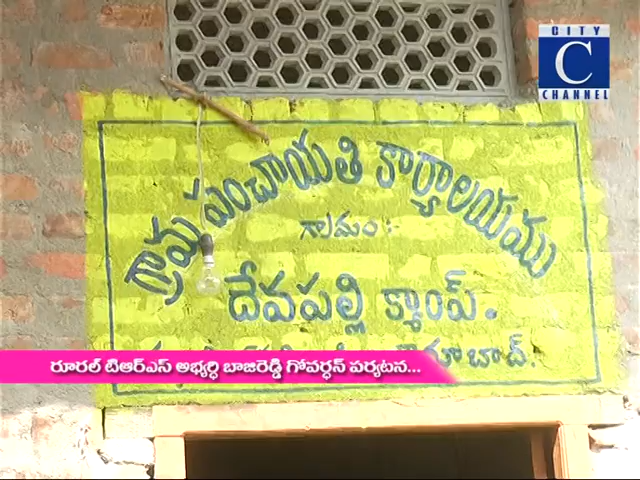 CITY
C
CHANNEL
గ్రామ పంచాయతి కార్యాలయము
గ్రామం :-
దేవపల్లి క్యాంప్.
బాద్.
రూరల్ టిఆర్ఎస్ అభ్యర్ధి బాజిరెడ్డి గోవర్ధన్ పర్యటన...